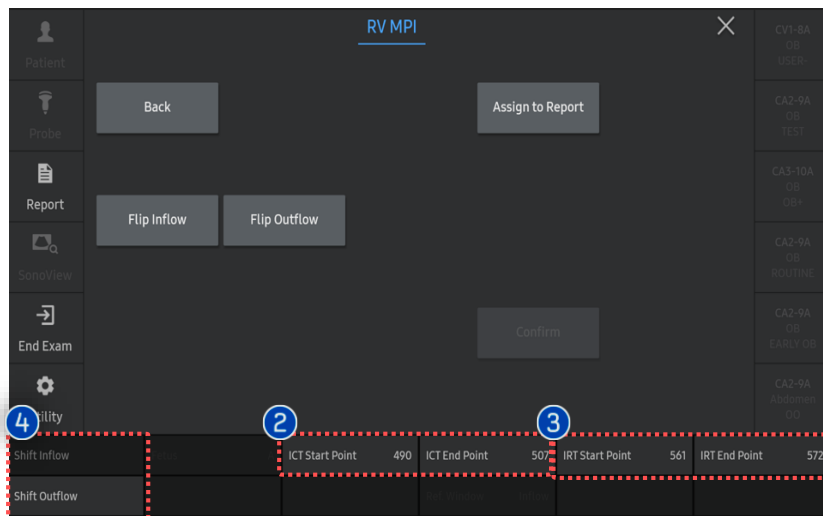 RV MPI
Patient
Probe
Report
SonoView
End Exam
tility
Back
Assign to Report
Flip Inflow
Flip Outflow
Confirm
CV1-8A
OB
USER-
CA2-9A
OB
TEST
CA3-10A
OB
OB+
CA2-9A
OB
ROUTINE
CA2-9A
OB
EARLY OB
CA2-9A
Abdomen
OO
4
2
3
Shift Inflow
ICT Start Point 490
ICT End Point 507
IRT Start Point 561
IRT End Point 572
Shift Outflow